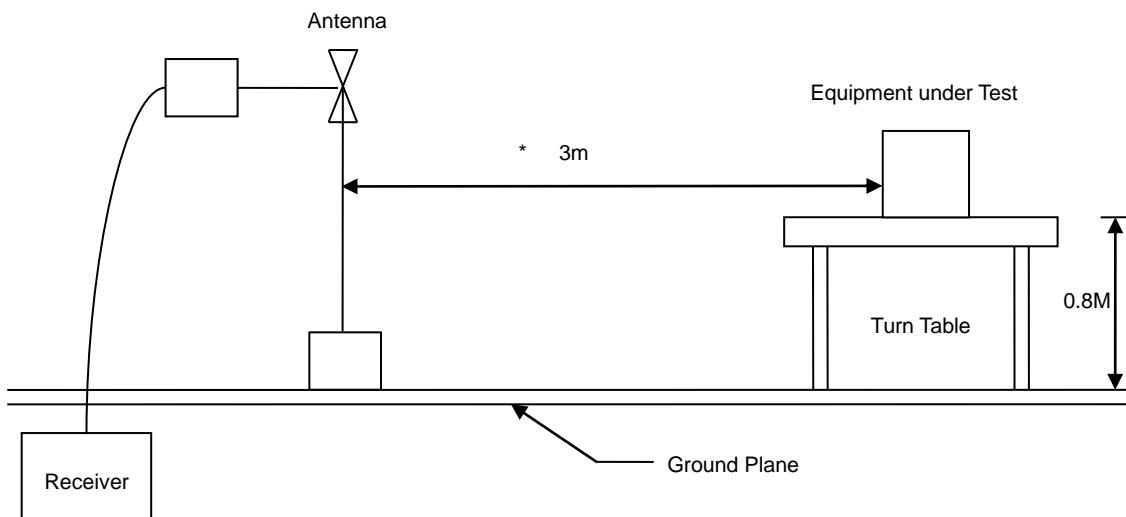 Antenna
Equipment under Test
* 3m
0.8M
Turn Table
Ground Plane
Receiver